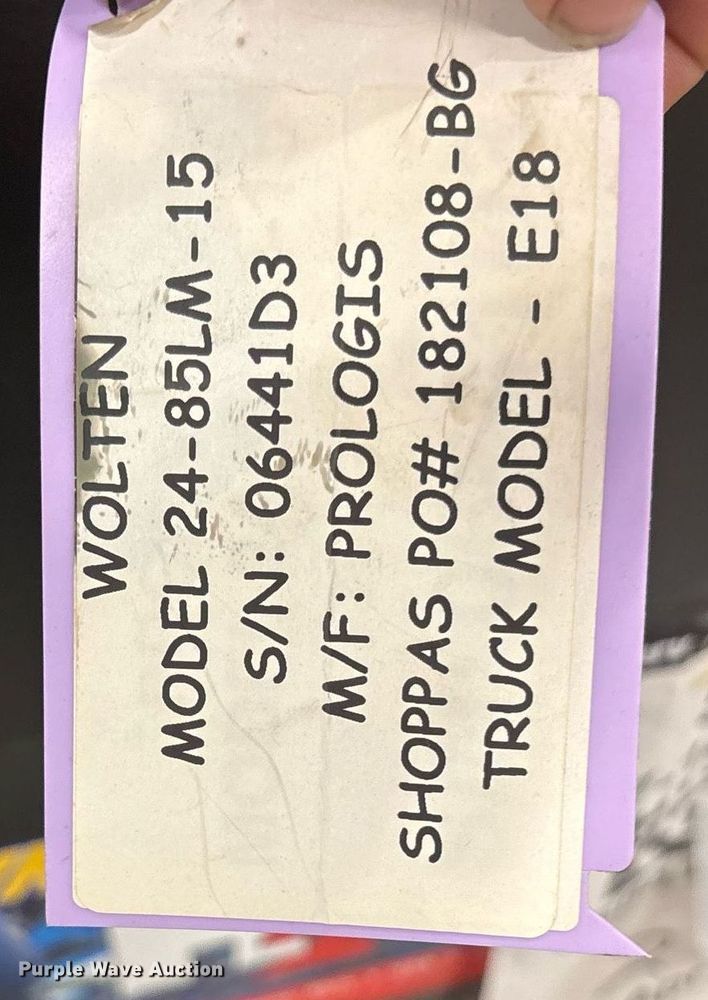 WOLTEN
MODEL 24-85LM-15
S/N: 06441D3
M/F: PROLOGIS
SHOPPAS PO# 182108-BG
TRUCK MODEL - E18
Purple Wave Auction